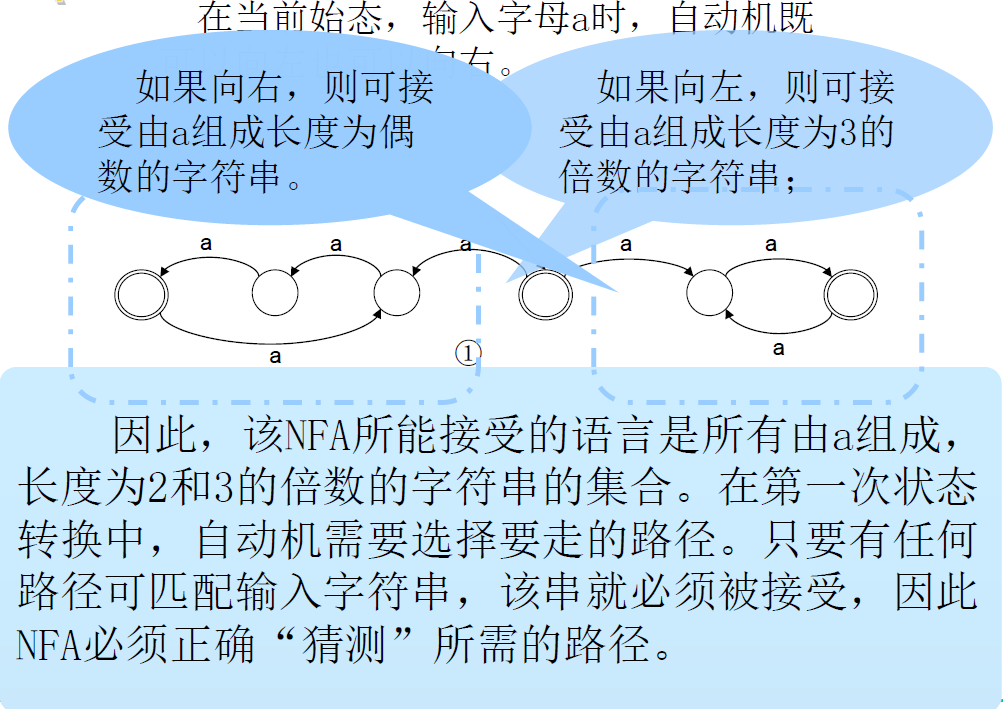 在当前始态，输入字母a时，自动机既
向右。
如果向右，则可接
受由a组成长度为偶
数的字符串。
如果向左，则可接
受由a组成长度为3的
倍数的字符串；
a
a
a
a
a
a
a
①
因此，该NFA所能接受的语言是所有由a组成，
长度为2和3的倍数的字符串的集合。在第一次状态
转换中，自动机需要选择要走的路径。只要有任何
路径可匹配输入字符串，该串就必须被接受，因此
NFA必须正确“猜测”所需的路径。